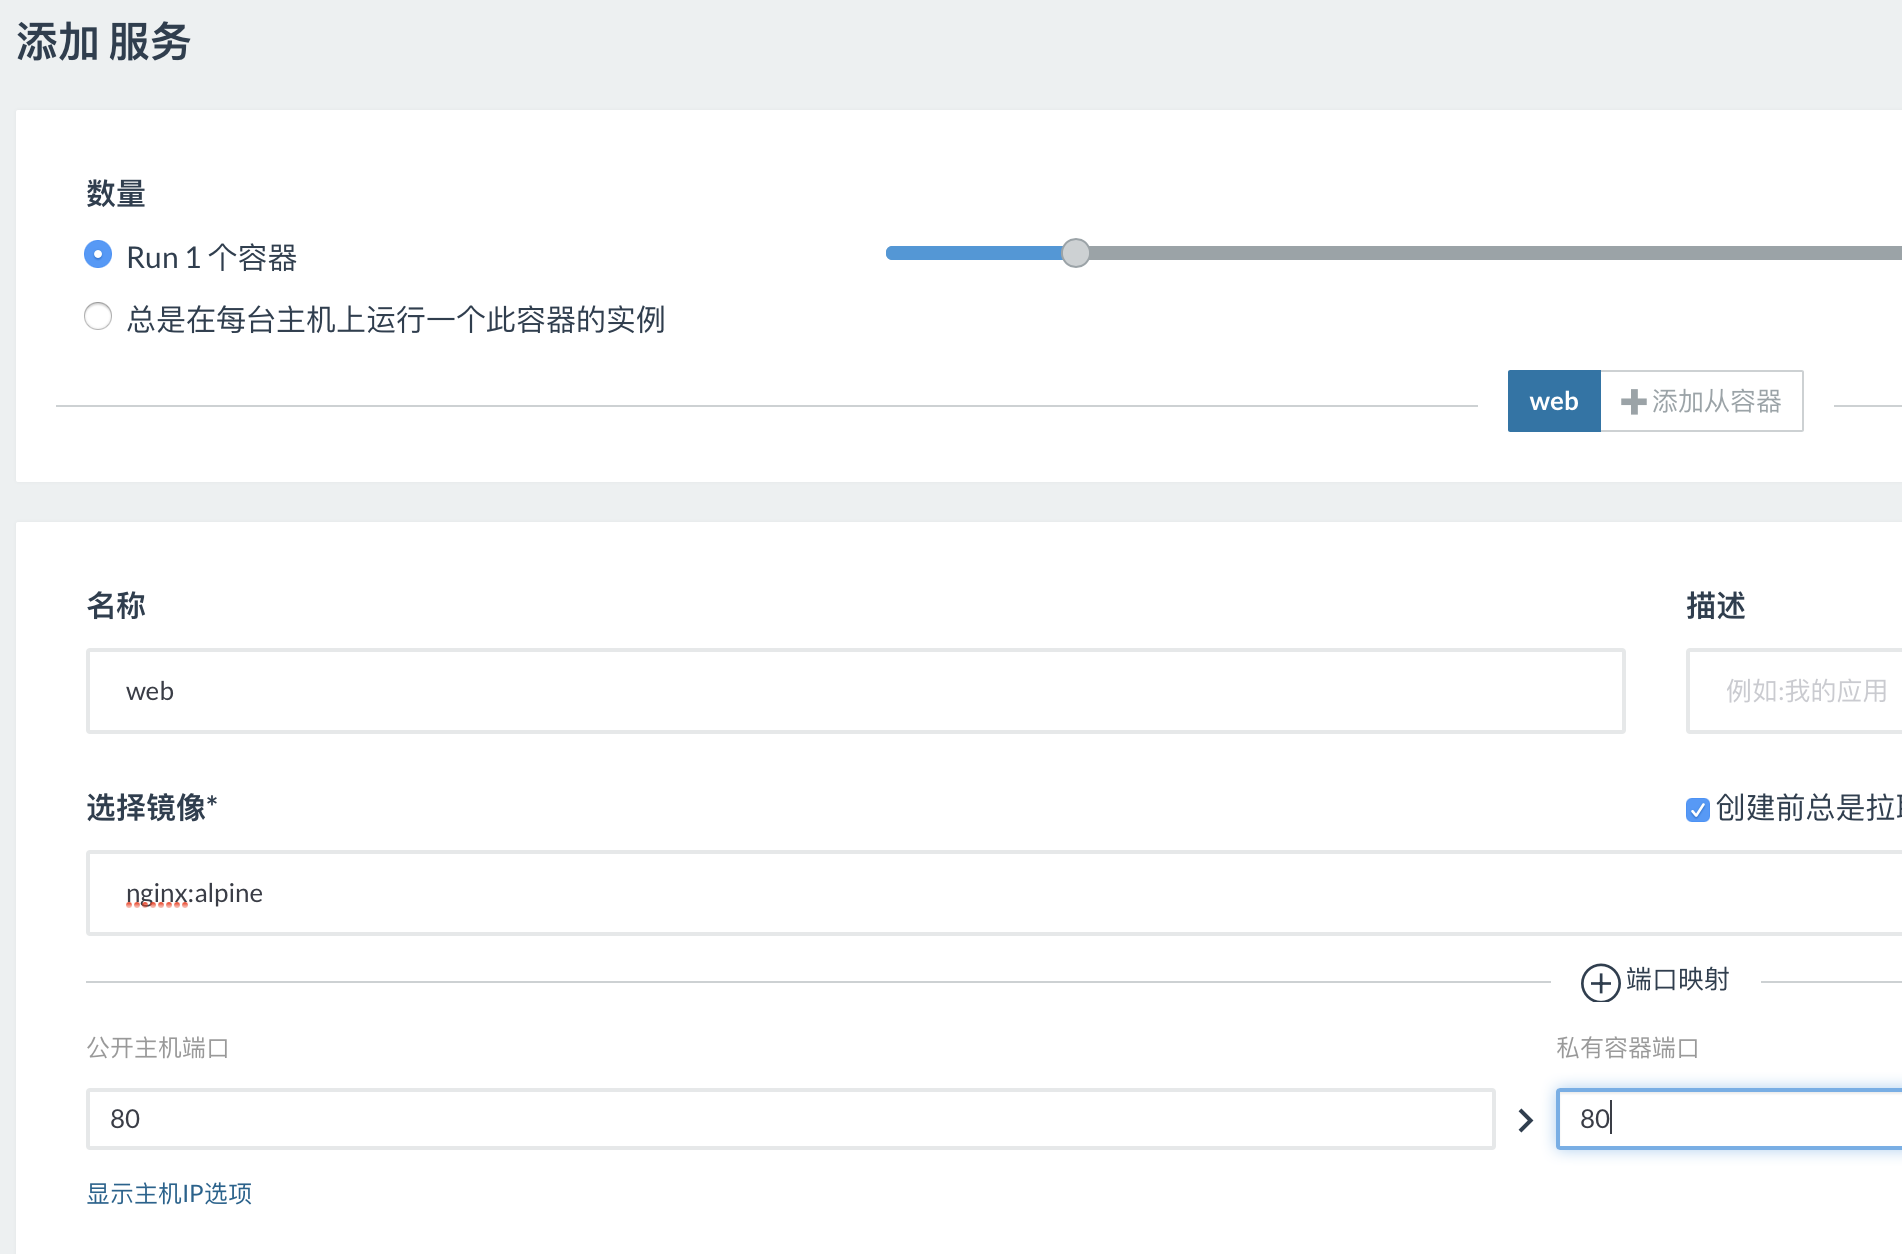 添加 服务
数量
Run 1 个容器
总是在每台主机上运行一个此容器的实例
web
添加从容器
名称
描述
web
例如:我的应用
选择镜像*
创建前总是拉
nginx:alpine
端口映射
公开主机端口
私有容器端口
80
80
显示主机IP选项